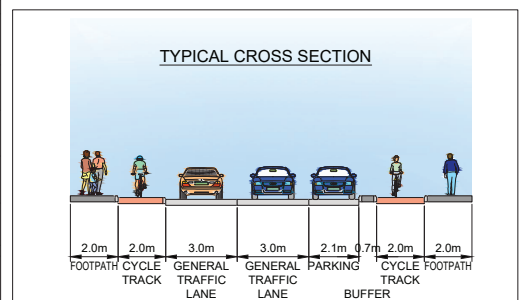 TYPICAL CROSS SECTION
2.0m 2.0m 3.0m 3.0m 2.1m 0.7m 2.0m 2.0m
FOOTPATH CYCLE GENERAL GENERAL PARKING CYCLE FOOTPATH
TRACK TRAFFIC TRAFFIC TRACK
LANE LANE BUFFER